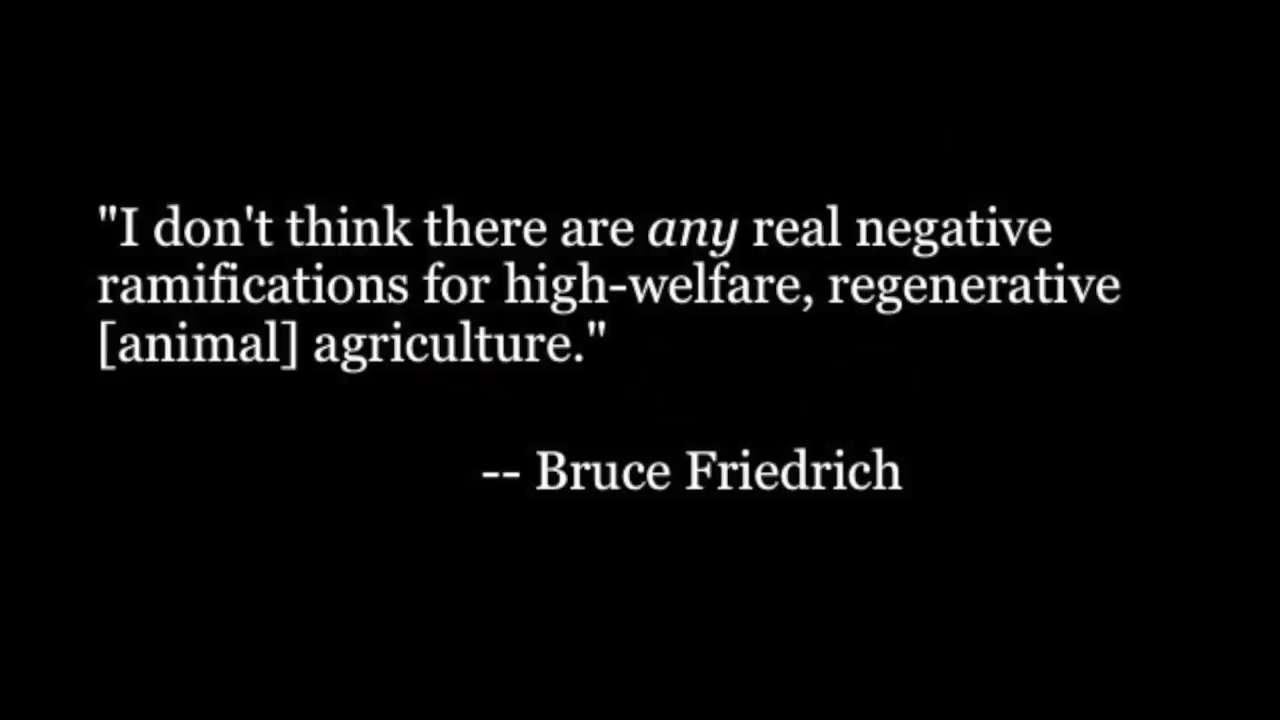 "I don't think there are any real negative
ramifications for high-welfare, regenerative
[animal] agriculture."
-- Bruce Friedrich